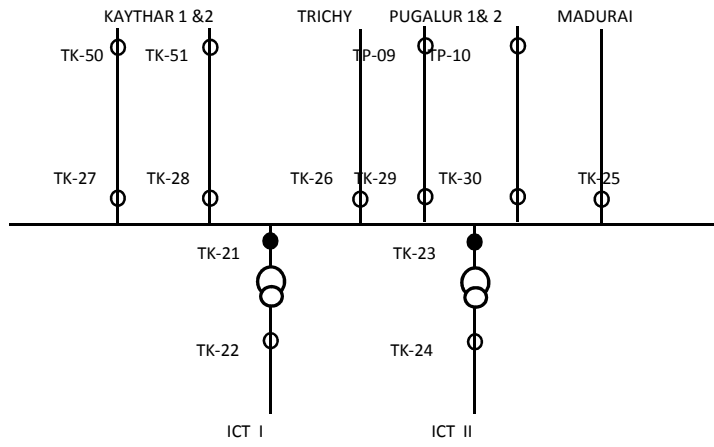 KAYTHAR 1 &2 TRICHY PUGALUR 1& 2 MADURAI
TK-50 TK-51 TP-09 TP-10
TK-27 TK-28 TK-26 TK-29 TK-30 TK-25
TK-21 TK-23
TK-22 TK-24
ICT I ICT II